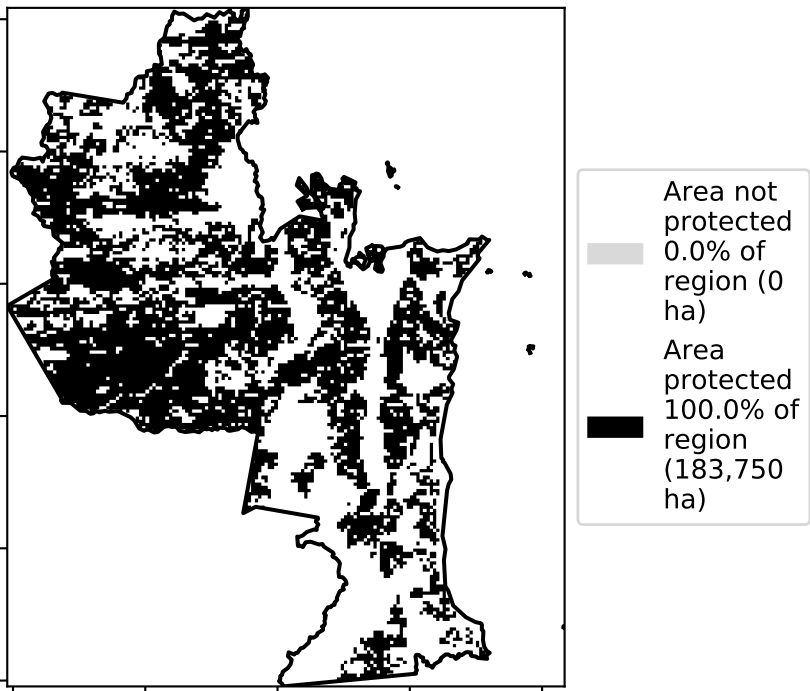 Area not
protected
0.0% of
region (0
ha)
Area
protected
100.0% of
region
(183,750
ha)